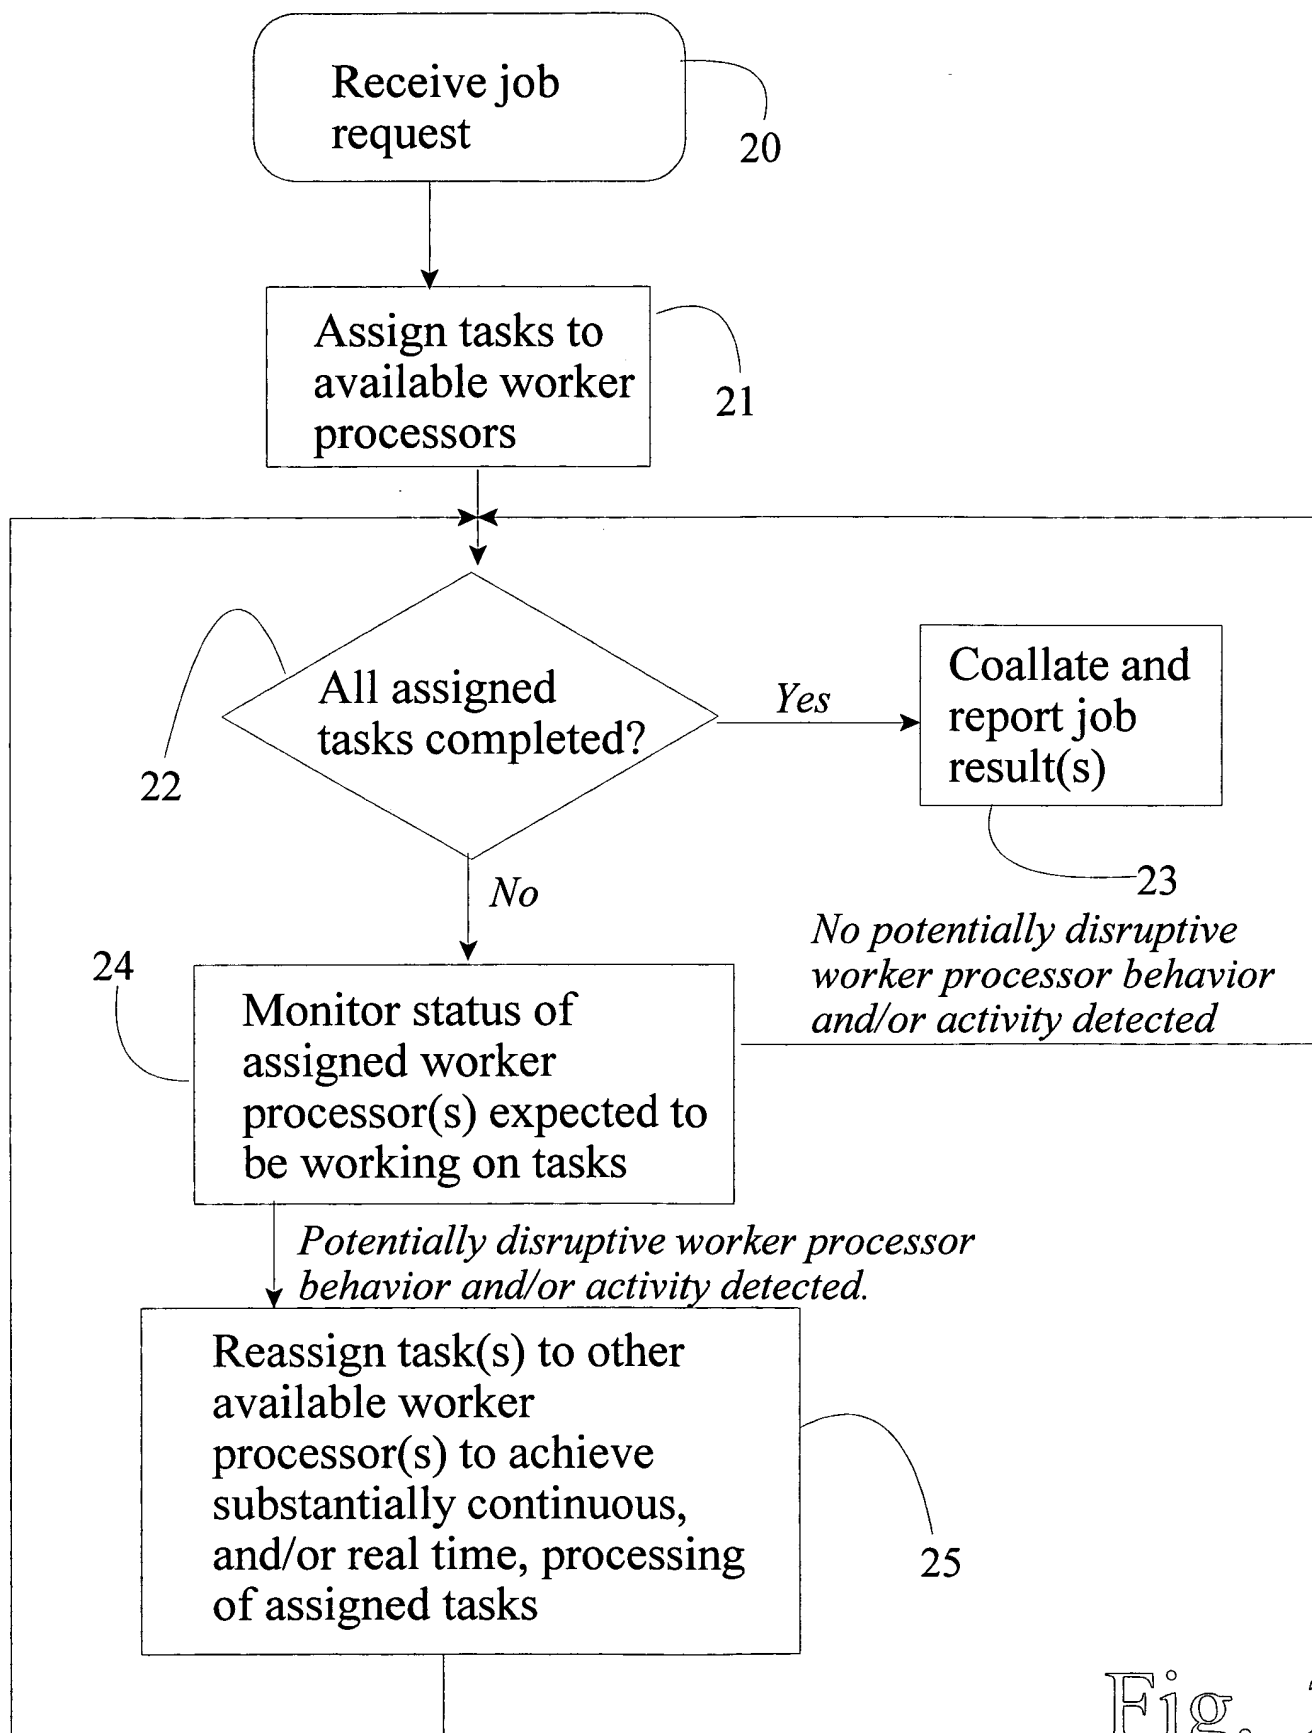 Receive job
request
20
Assign tasks to
available worker
processors
21
All assigned
tasks completed?
22
Yes
Coallate and
report job
result(s)
23
No
No potentially disruptive
worker processor behavior
and/or activity detected
24
Monitor status of
assigned worker
processor(s) expected to
be working on tasks
Potentially disruptive worker processor
behavior and/or activity detected.
Reassign task(s) to other
available worker
processor(s) to achieve
substantially continuous,
and/or real time, processing
of assigned tasks
25
Fig.